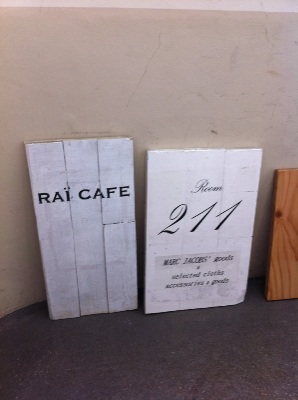 RAÏ CAFE
Room
211
MARC JACOBS' goods
&
selected cloths
accessories & goods